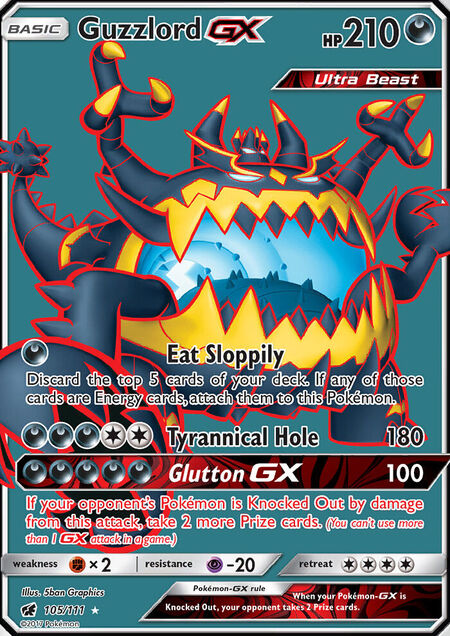 BASIC Guzzlord GX HP 210
Ultra Beast
Eat Sloppily
Discard the top 5 cards of your deck. If any of those
cards are Energy cards, attach them to this Pokémon.
Tyrannical Hole 180
Glutton GX 100
If your opponent's Pokémon is Knocked Out by damage
from this attack, take 2 more Prize cards. (You can't use more
than 1 GX attack in a game.)
weakness ×2 resistance -20 retreat
Illus. 5ban Graphics
Pokémon-GX rule
When your Pokémon-GX is
Knocked Out, your opponent takes 2 Prize cards.
105/111
©2017 Pokémon